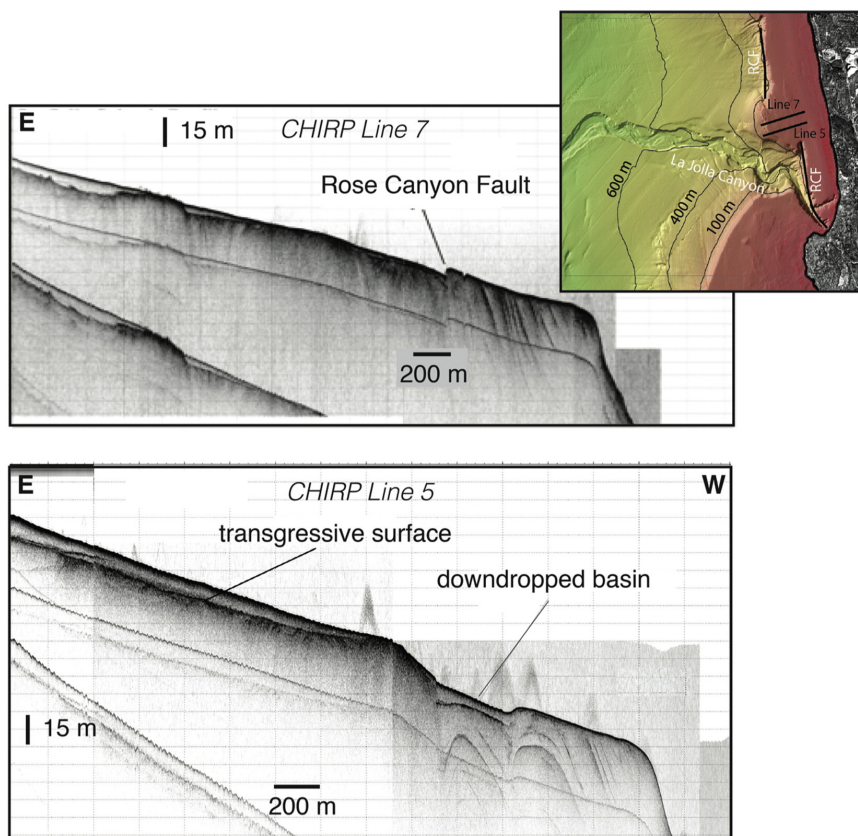 E
15 m
CHIRP Line 7
Rose Canyon Fault
200 m
RCF
Line 7
Line 5
La Jolla Canyon
RCF
600 m
400 m
100 m
E
CHIRP Line 5
W
transgressive surface
downdropped basin
15 m
200 m